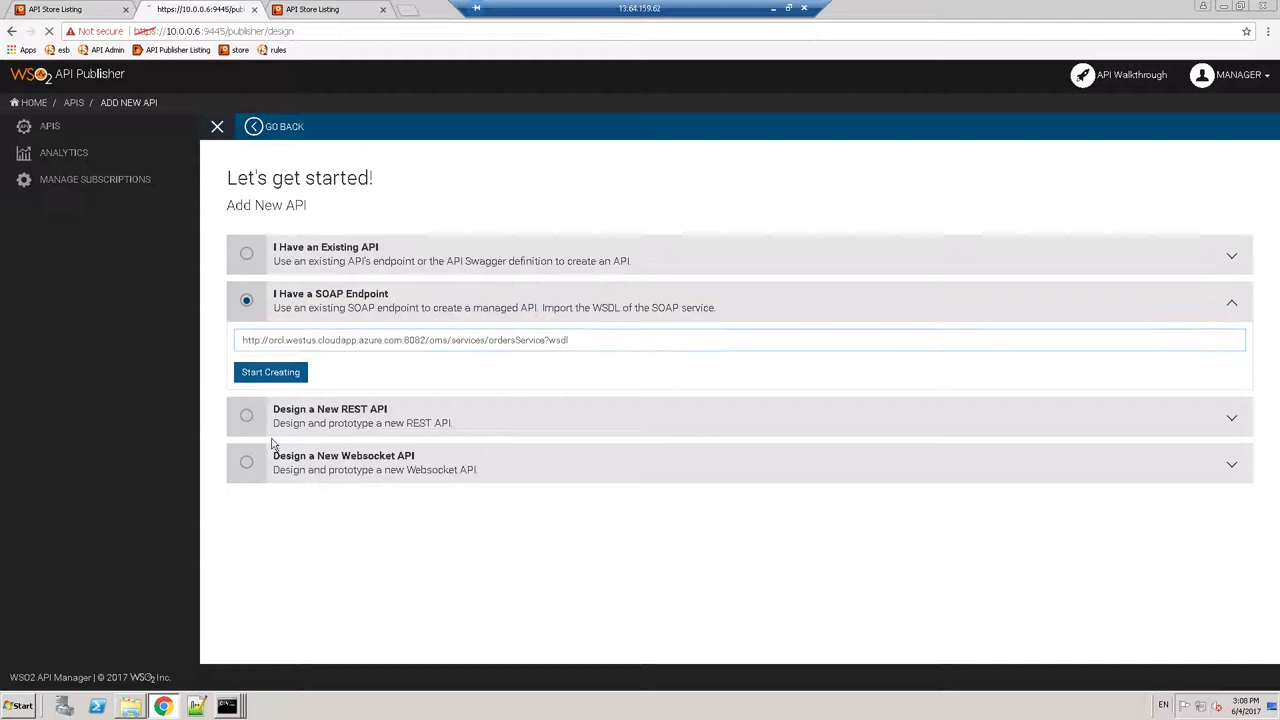 API Store Listing
https://10.0.0.6:9445/publ
API Store Listing
13.64.159.62
Not secure
https://10.0.0.6:9445/publisher/design
Apps
esb
API Admin
API Publisher Listing
store
rules
WSO2 API Publisher
API Walkthrough
MANAGER
HOME / APIS / ADD NEW API
APIS
GO BACK
ANALYTICS
MANAGE SUBSCRIPTIONS
Let's get started!
Add New API
I Have an Existing API
Use an existing API's endpoint or the API Swagger definition to create an API.
I Have a SOAP Endpoint
Use an existing SOAP endpoint to create a managed API. Import the WSDL of the SOAP service.
http://orcl.westus.cloudapp.azure.com:8082/oms/services/ordersService?wsdl
Start Creating
Design a New REST API
Design and prototype a new REST API.
Design a New Websocket API
Design and prototype a new Websocket API.
WSO2 API Manager | © 2017 WSO2 Inc.
Start
EN
3:08 PM
6/4/2017